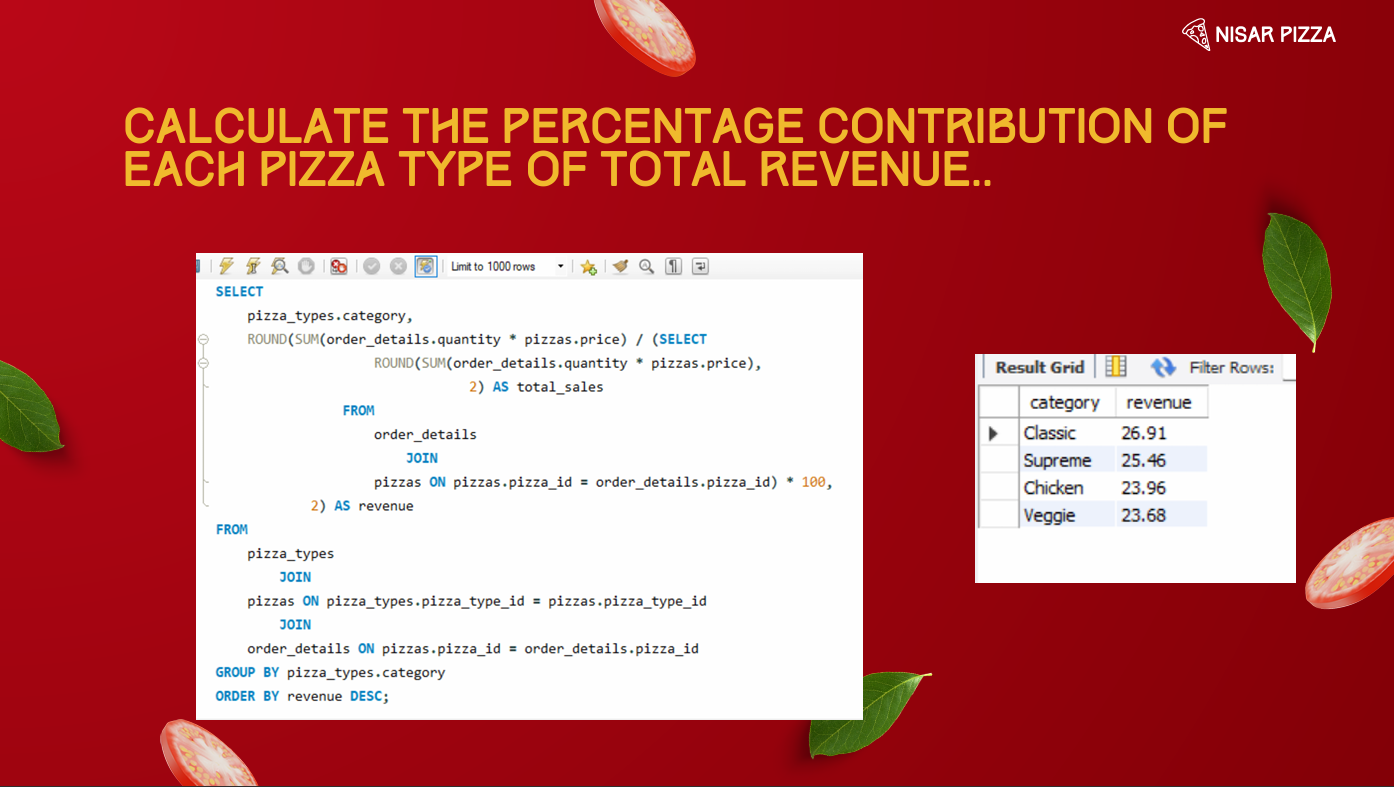 NISAR PIZZA
CALCULATE THE PERCENTAGE CONTRIBUTION OF
EACH PIZZA TYPE OF TOTAL REVENUE..
Limit to 1000 rows
SELECT
pizza_types.category,
ROUND(SUM(order_details.quantity * pizzas.price) / (SELECT
ROUND(SUM(order_details.quantity * pizzas.price),
2) AS total_sales
FROM
order_details
JOIN
pizzas ON pizzas.pizza_id = order_details.pizza_id) * 100,
2) AS revenue
FROM
pizza_types
JOIN
pizzas ON pizza_types.pizza_type_id = pizzas.pizza_type_id
JOIN
order_details ON pizzas.pizza_id = order_details.pizza_id
GROUP BY pizza_types.category
ORDER BY revenue DESC;
Result Grid Filter Rows:
category revenue
Classic 26.91
Supreme 25.46
Chicken 23.96
Veggie 23.68